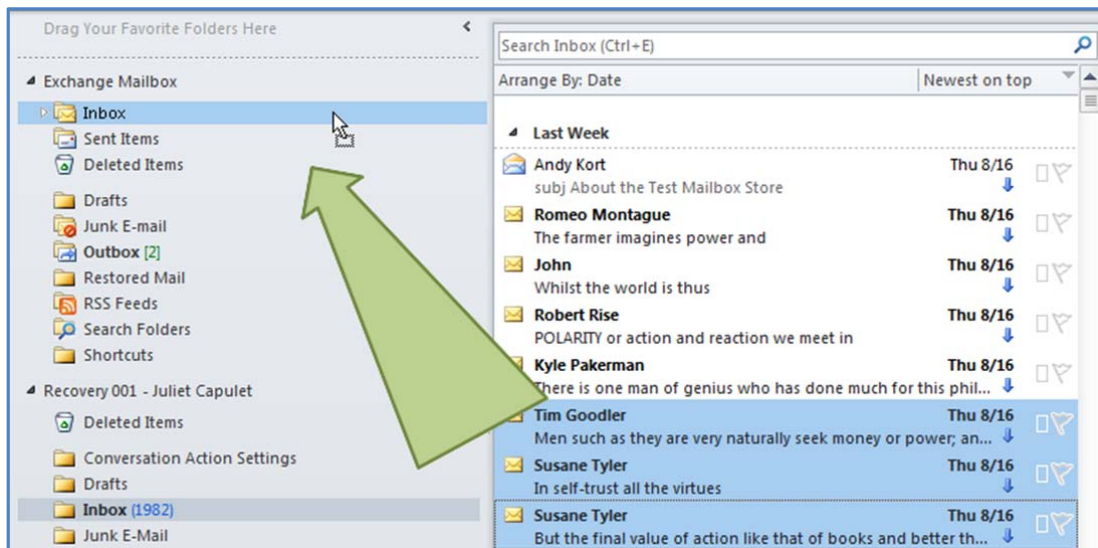 Drag Your Favorite Folders Here
Exchange Mailbox
Inbox
Sent Items
Deleted Items
Drafts
Junk E-mail
Outbox [2]
Restored Mail
RSS Feeds
Search Folders
Shortcuts
Recovery 001 - Juliet Capulet
Deleted Items
Conversation Action Settings
Drafts
Inbox (1982)
Junk E-Mail
Search Inbox (Ctrl+E)
Arrange By: Date Newest on top
Last Week
Andy Kort Thu 8/16
subj About the Test Mailbox Store
Romeo Montague Thu 8/16
The farmer imagines power and
John Thu 8/16
Whilst the world is thus
Robert Rise Thu 8/16
POLARITY or action and reaction we meet in
Kyle Pakerman Thu 8/16
There is one man of genius who has done much for this phil...
Tim Goodler Thu 8/16
Men such as they are very naturally seek money or power; an...
Susane Tyler Thu 8/16
In self-trust all the virtues
Susane Tyler Thu 8/16
But the final value of action like that of books and better th...